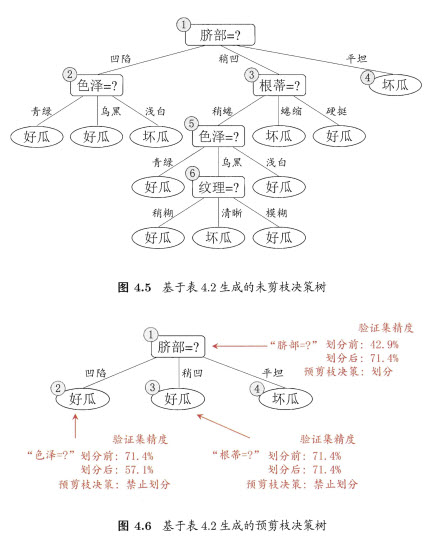 ①
脐部=?
凹陷 稍凹 平坦
② ③ ④
色泽=? 根蒂=? 坏瓜
青绿 乌黑 浅白 稍蜷 蜷缩 硬挺
⑤
好瓜 好瓜 坏瓜 色泽=? 坏瓜 好瓜
青绿 乌黑 浅白
⑥
好瓜 纹理=? 好瓜
稍糊 清晰 模糊
好瓜 坏瓜 好瓜
图 4.5 基于表 4.2 生成的未剪枝决策树
验证集精度
①
脐部=? “脐部=?” 划分前: 42.9%
划分后: 71.4%
预剪枝决策: 划分
凹陷 稍凹 平坦
② ③ ④
好瓜 好瓜 坏瓜
验证集精度 验证集精度
“色泽=?” 划分前: 71.4% “根蒂=?” 划分前: 71.4%
划分后: 57.1% 划分后: 71.4%
预剪枝决策: 禁止划分 预剪枝决策: 禁止划分
图 4.6 基于表 4.2 生成的预剪枝决策树